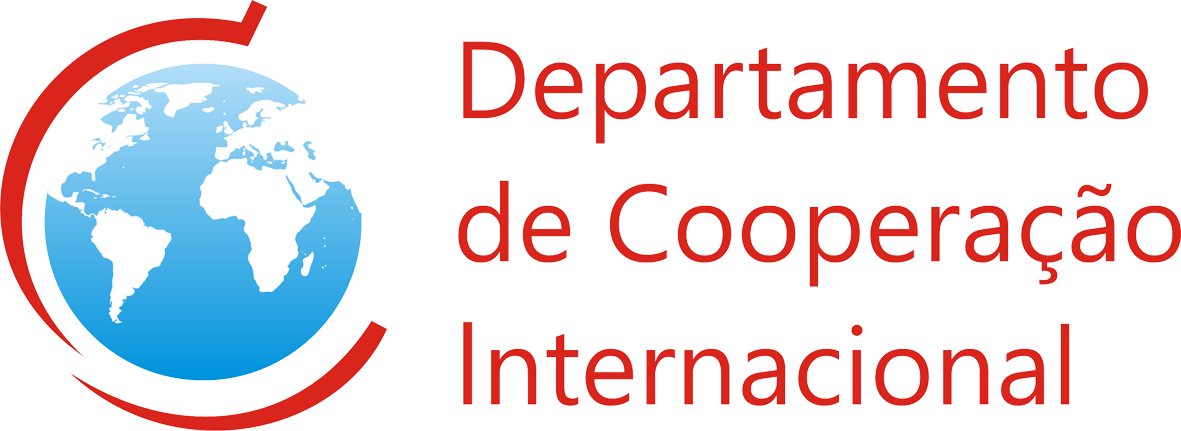 Departamento
de Cooperação
Internacional